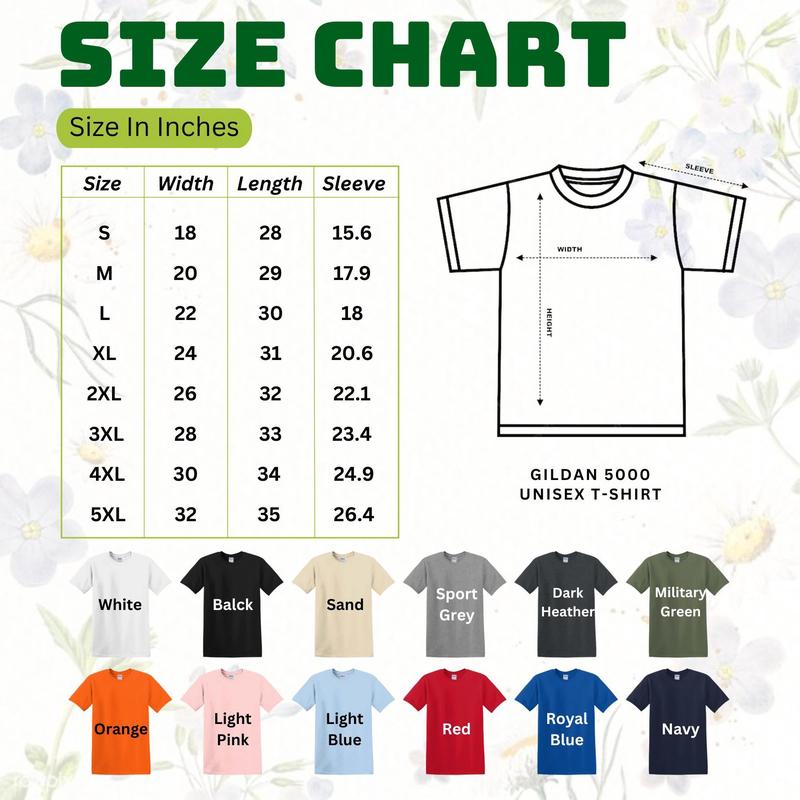 SIZE CHART
Size In Inches
Size Width Length Sleeve
S 18 28 15.6
M 20 29 17.9
L 22 30 18
XL 24 31 20.6
2XL 26 32 22.1
3XL 28 33 23.4
4XL 30 34 24.9
5XL 32 35 26.4
SLEEVE
WIDTH
HEIGHT
GILDAN 5000
UNISEX T-SHIRT
White
Balck
Sand
Sport
Grey
Dark
Heather
Military
Green
Orange
Light
Pink
Light
Blue
Red
Royal
Blue
Navy